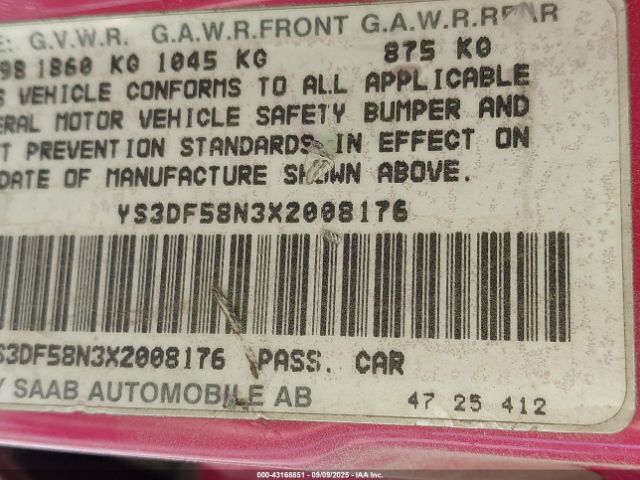 E: G.V.W.R. G.A.W.R.FRONT G.A.W.R.REAR
98 1860 KG 1045 KG 875 KG
S VEHICLE CONFORMS TO ALL APPLICABLE
ERAL MOTOR VEHICLE SAFETY BUMPER AND
T PREVENTION STANDARDS IN EFFECT ON
DATE OF MANUFACTURE SHOWN ABOVE.
YS3DF58N3X2008176
S3DF58N3X2008176 PASS. CAR
Y SAAB AUTOMOBILE AB
47 25 412
000-43168851 - 09/09/2025 - IAA Inc.